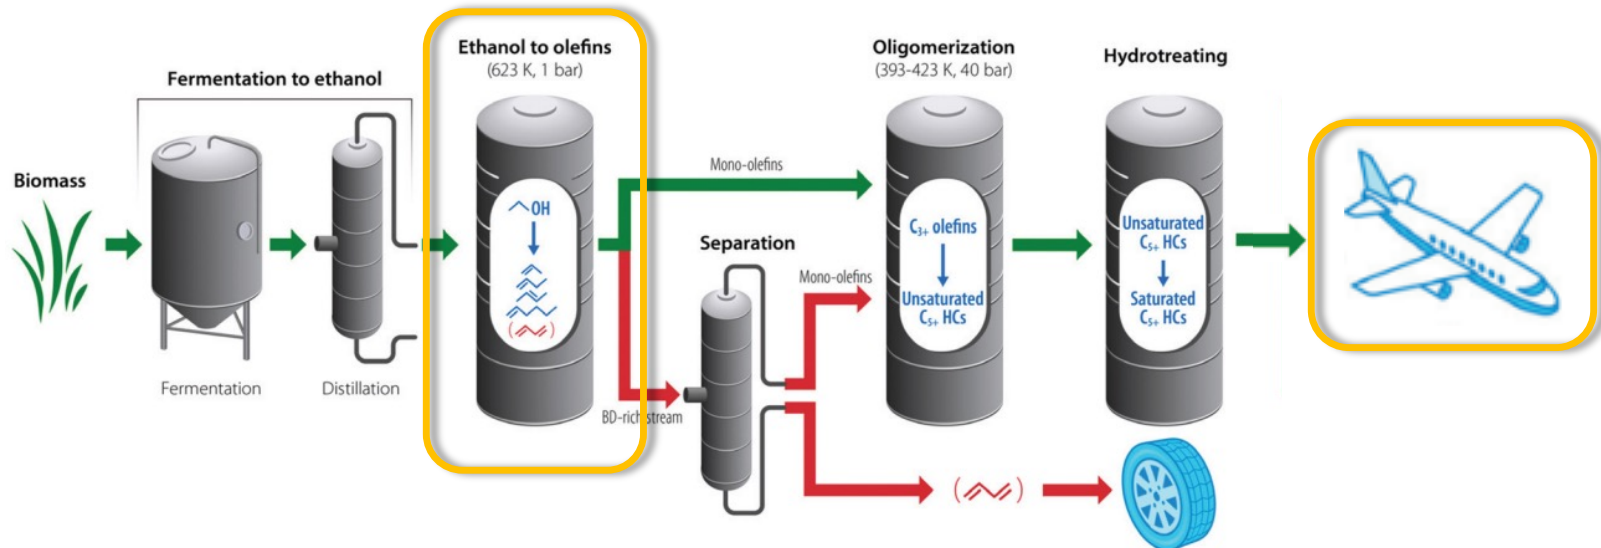 Biomass
Fermentation to ethanol
Fermentation
Distillation
Ethanol to olefins
(623 K, 1 bar)
OH
Mono-olefins
BD-rich stream
Separation
Mono-olefins
Oligomerization
(393-423 K, 40 bar)
C₃₊ olefins
Unsaturated
C₅₊ HCs
Hydrotreating
Unsaturated
C₅₊ HCs
Saturated
C₅₊ HCs